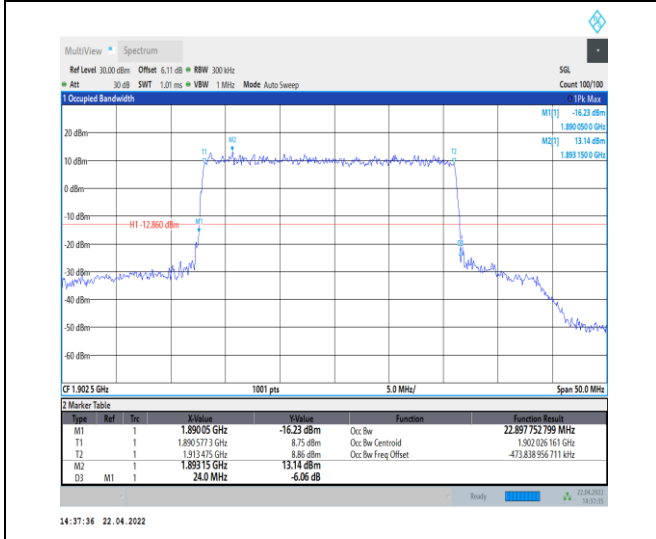 MultiView Spectrum
Ref Level 30.00 dBm Offset 6.11 dB RBW 300 kHz SGL
Att 30 dB SWT 1.01 ms VBW 1 MHz Mode Auto Sweep Count 100/100
1 Occupied Bandwidth 1Pk Max
M1[1] -16.23 dBm
1.890 050 0 GHz
M2[1] 13.14 dBm
1.893 150 0 GHz
20 dBm
T1 M2 T2
10 dBm
0 dBm
-10 dBm
H1 -12.860 dBm M1
D3
-30 dBm
-40 dBm
-50 dBm
-60 dBm
CF 1.902 5 GHz 1001 pts 5.0 MHz/ Span 50.0 MHz
2 Marker Table
Type Ref Trc X-Value Y-Value Function Function Result
M1 1 1.89005 GHz -16.23 dBm Occ Bw 22.897 752 799 MHz
T1 1 1.890 577 3 GHz 8.75 dBm Occ Bw Centroid 1.902 026 161 GHz
T2 1 1.913 475 GHz 8.86 dBm Occ Bw Freq Offset -473.838 956 711 kHz
M2 1 1.89315 GHz 13.14 dBm
D3 M1 1 24.0 MHz -6.06 dB
Ready 22.04.2022
14:37:35
14:37:36 22.04.2022